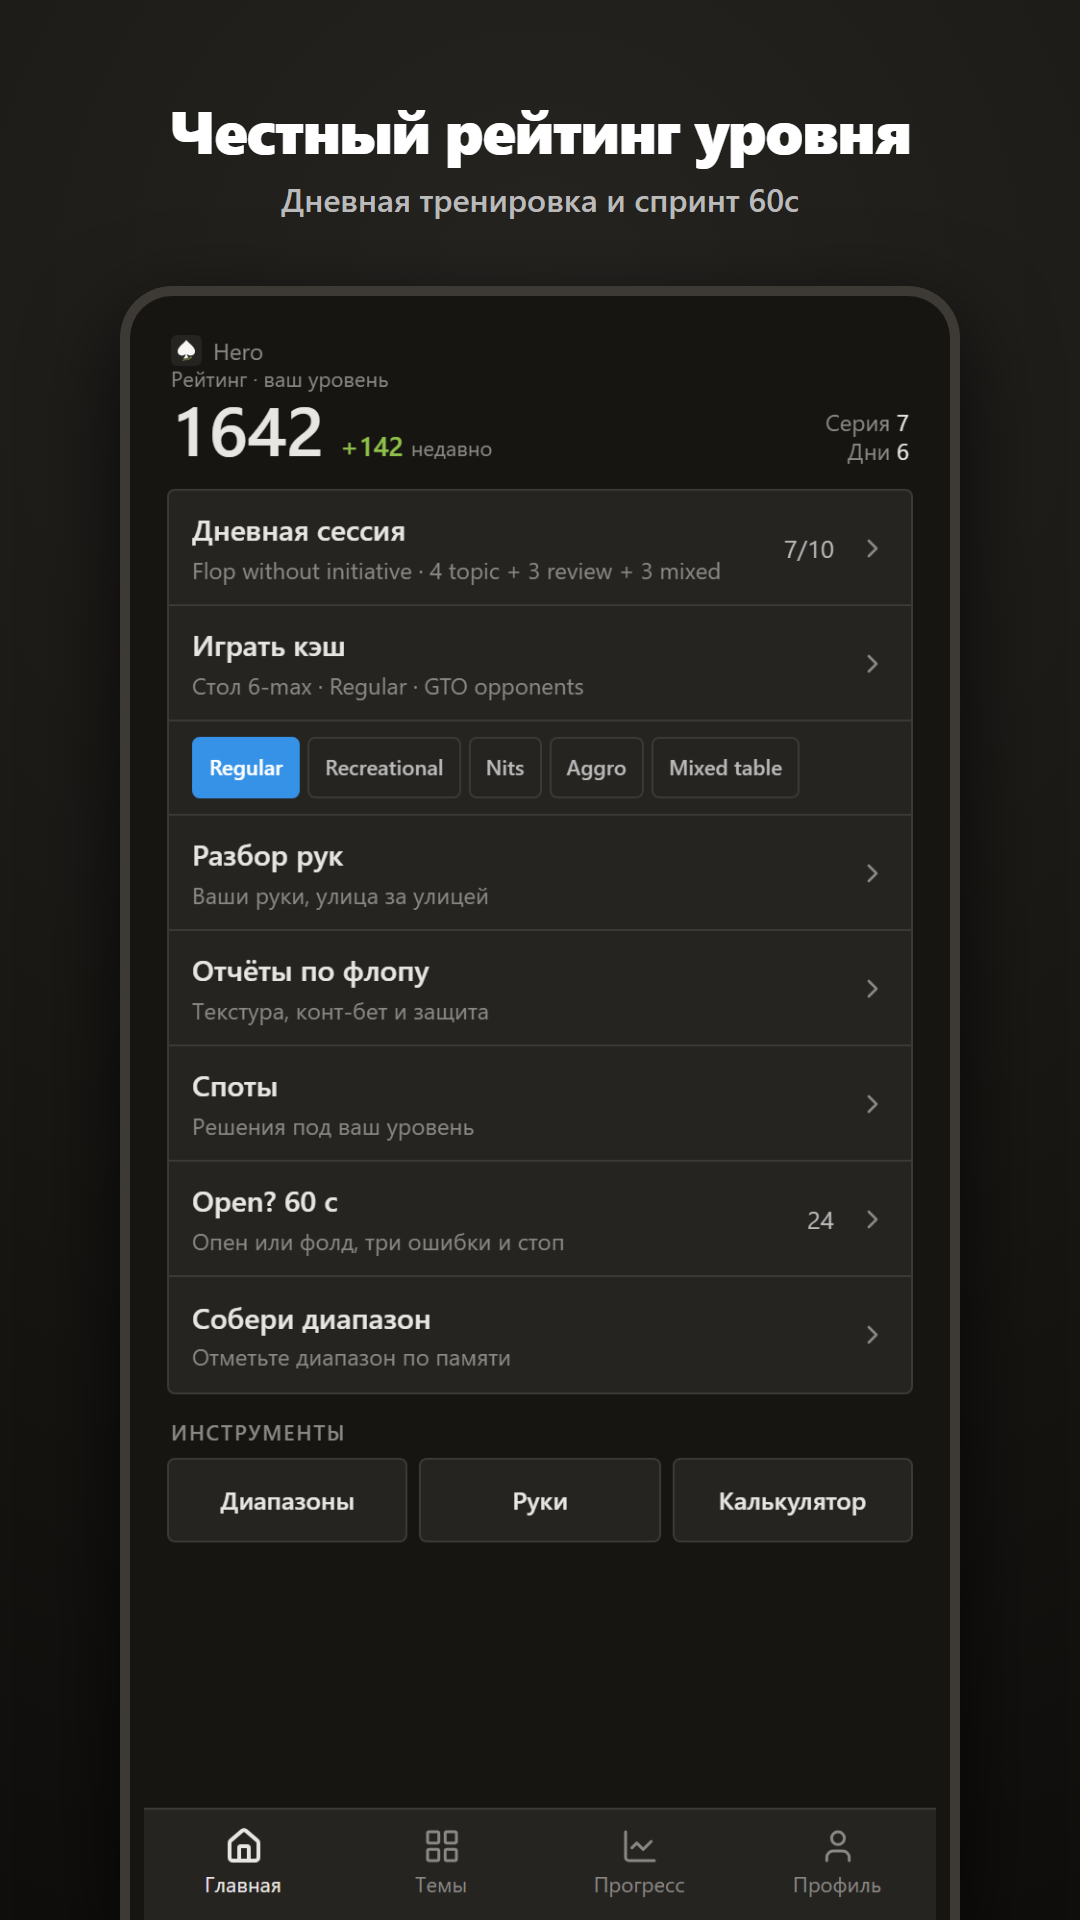 Честный рейтинг уровня
Дневная тренировка и спринт 60с
Hero
Рейтинг · ваш уровень
1642 +142 недавно
Серия 7
Дни 6
Дневная сессия
Flop without initiative · 4 topic + 3 review + 3 mixed
7/10
Играть кэш
Стол 6-max · Regular · GTO opponents
Regular Recreational Nits Aggro Mixed table
Разбор рук
Ваши руки, улица за улицей
Отчёты по флопу
Текстура, конт-бет и защита
Споты
Решения под ваш уровень
Open? 60 с
Опен или фолд, три ошибки и стоп
24
Собери диапазон
Отметьте диапазон по памяти
ИНСТРУМЕНТЫ
Диапазоны Руки Калькулятор
Главная Темы Прогресс Профиль